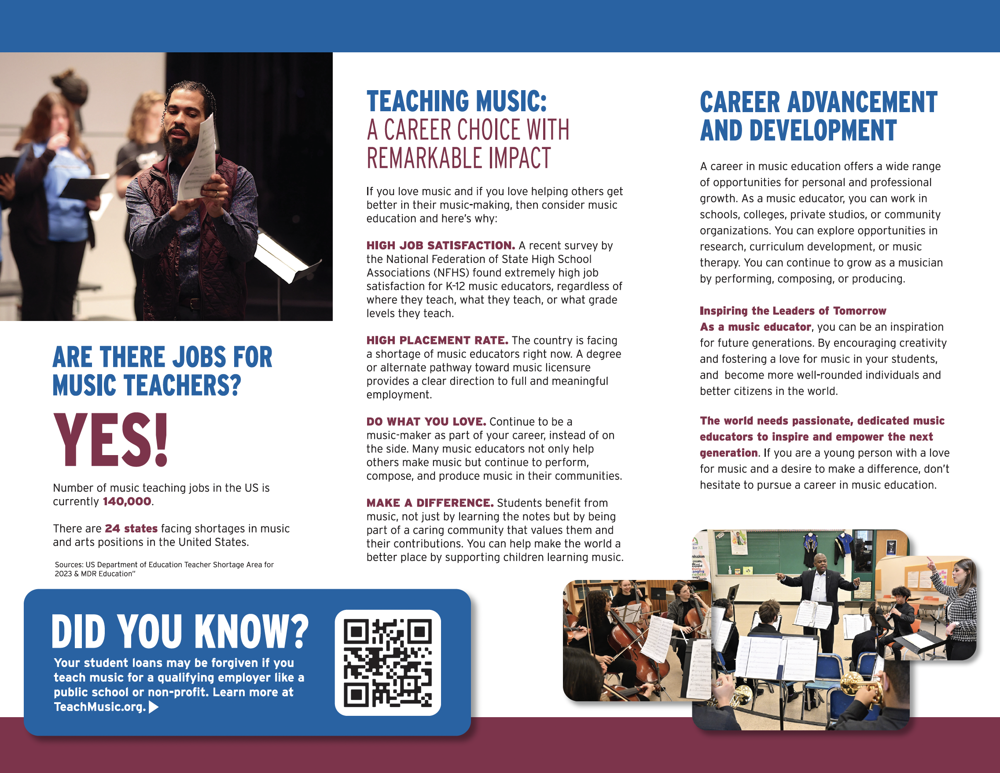 ARE THERE JOBS FOR
MUSIC TEACHERS?
YES!
Number of music teaching jobs in the US is
currently 140,000.
There are 24 states facing shortages in music
and arts positions in the United States.
Sources: US Department of Education Teacher Shortage Area for
2023 & MDR Education”
DID YOU KNOW?
Your student loans may be forgiven if you
teach music for a qualifying employer like a
public school or non-profit. Learn more at
TeachMusic.org.
TEACHING MUSIC:
A CAREER CHOICE WITH
REMARKABLE IMPACT
If you love music and if you love helping others get
better in their music-making, then consider music
education and here’s why:
HIGH JOB SATISFACTION. A recent survey by
the National Federation of State High School
Associations (NFHS) found extremely high job
satisfaction for K-12 music educators, regardless of
where they teach, what they teach, or what grade
levels they teach.
HIGH PLACEMENT RATE. The country is facing
a shortage of music educators right now. A degree
or alternate pathway toward music licensure
provides a clear direction to full and meaningful
employment.
DO WHAT YOU LOVE. Continue to be a
music-maker as part of your career, instead of on
the side. Many music educators not only help
others make music but continue to perform,
compose, and produce music in their communities.
MAKE A DIFFERENCE. Students benefit from
music, not just by learning the notes but by being
part of a caring community that values them and
their contributions. You can help make the world a
better place by supporting children learning music.
CAREER ADVANCEMENT
AND DEVELOPMENT
A career in music education offers a wide range
of opportunities for personal and professional
growth. As a music educator, you can work in
schools, colleges, private studios, or community
organizations. You can explore opportunities in
research, curriculum development, or music
therapy. You can continue to grow as a musician
by performing, composing, or producing.
Inspiring the Leaders of Tomorrow
As a music educator, you can be an inspiration
for future generations. By encouraging creativity
and fostering a love for music in your students,
and  become more well-rounded individuals and
better citizens in the world.
The world needs passionate, dedicated music
educators to inspire and empower the next
generation. If you are a young person with a love
for music and a desire to make a difference, don’t
hesitate to pursue a career in music education.
for All
create,
expand
music